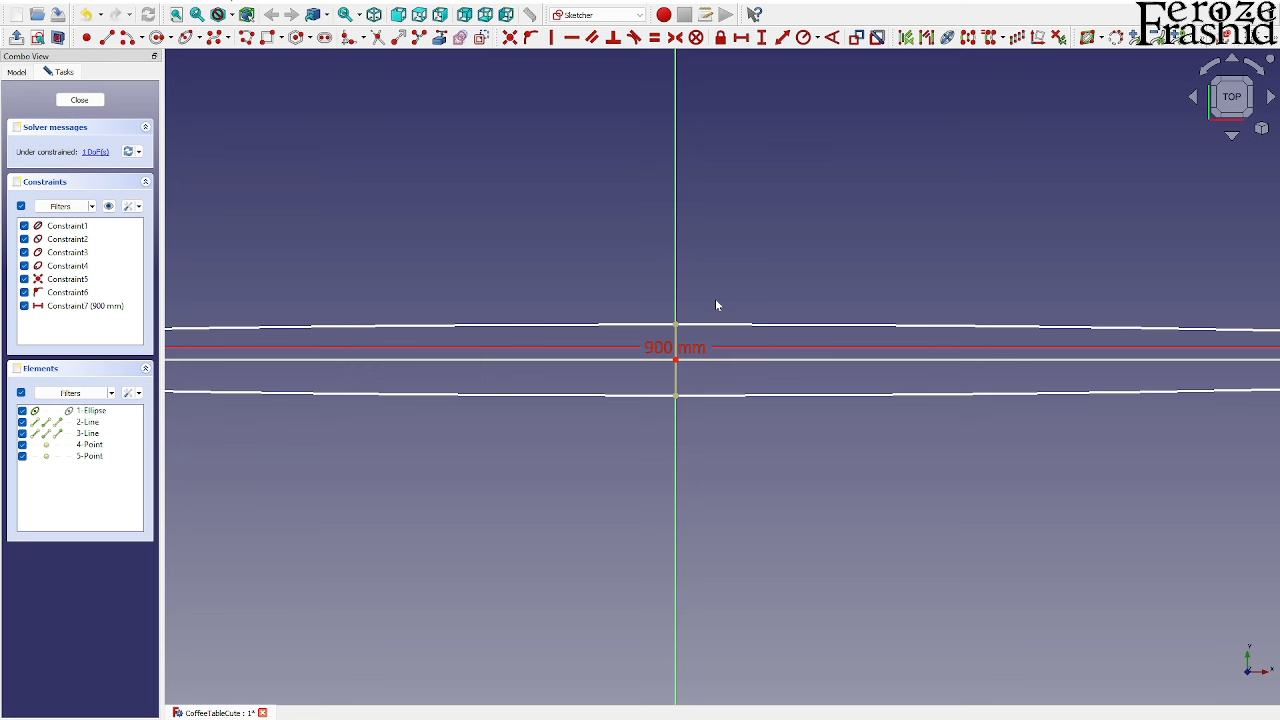 Feroze
Erashid
Sketcher
Combo View
Model
Tasks
Close
Solver messages
Under constrained: 1 DoF(s)
Constraints
Filters
Constraint1
Constraint2
Constraint3
Constraint4
Constraint5
Constraint6
Constraint7 (900 mm)
Elements
Filters
1-Ellipse
2-Line
3-Line
4-Point
5-Point
900 mm
TOP
Y
X
CoffeeTableCute : 1*